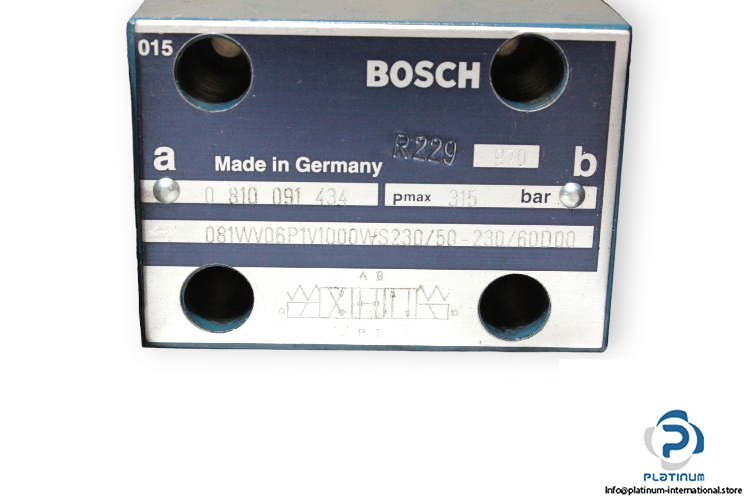 015
BOSCH
R229 970
a b
Made in Germany
0 810 091 434 pmax 315 bar
081WV06P1V1000WS230/50-230/60D00
A B
a b
P T
PLATINUM
Info@platinum-international.store